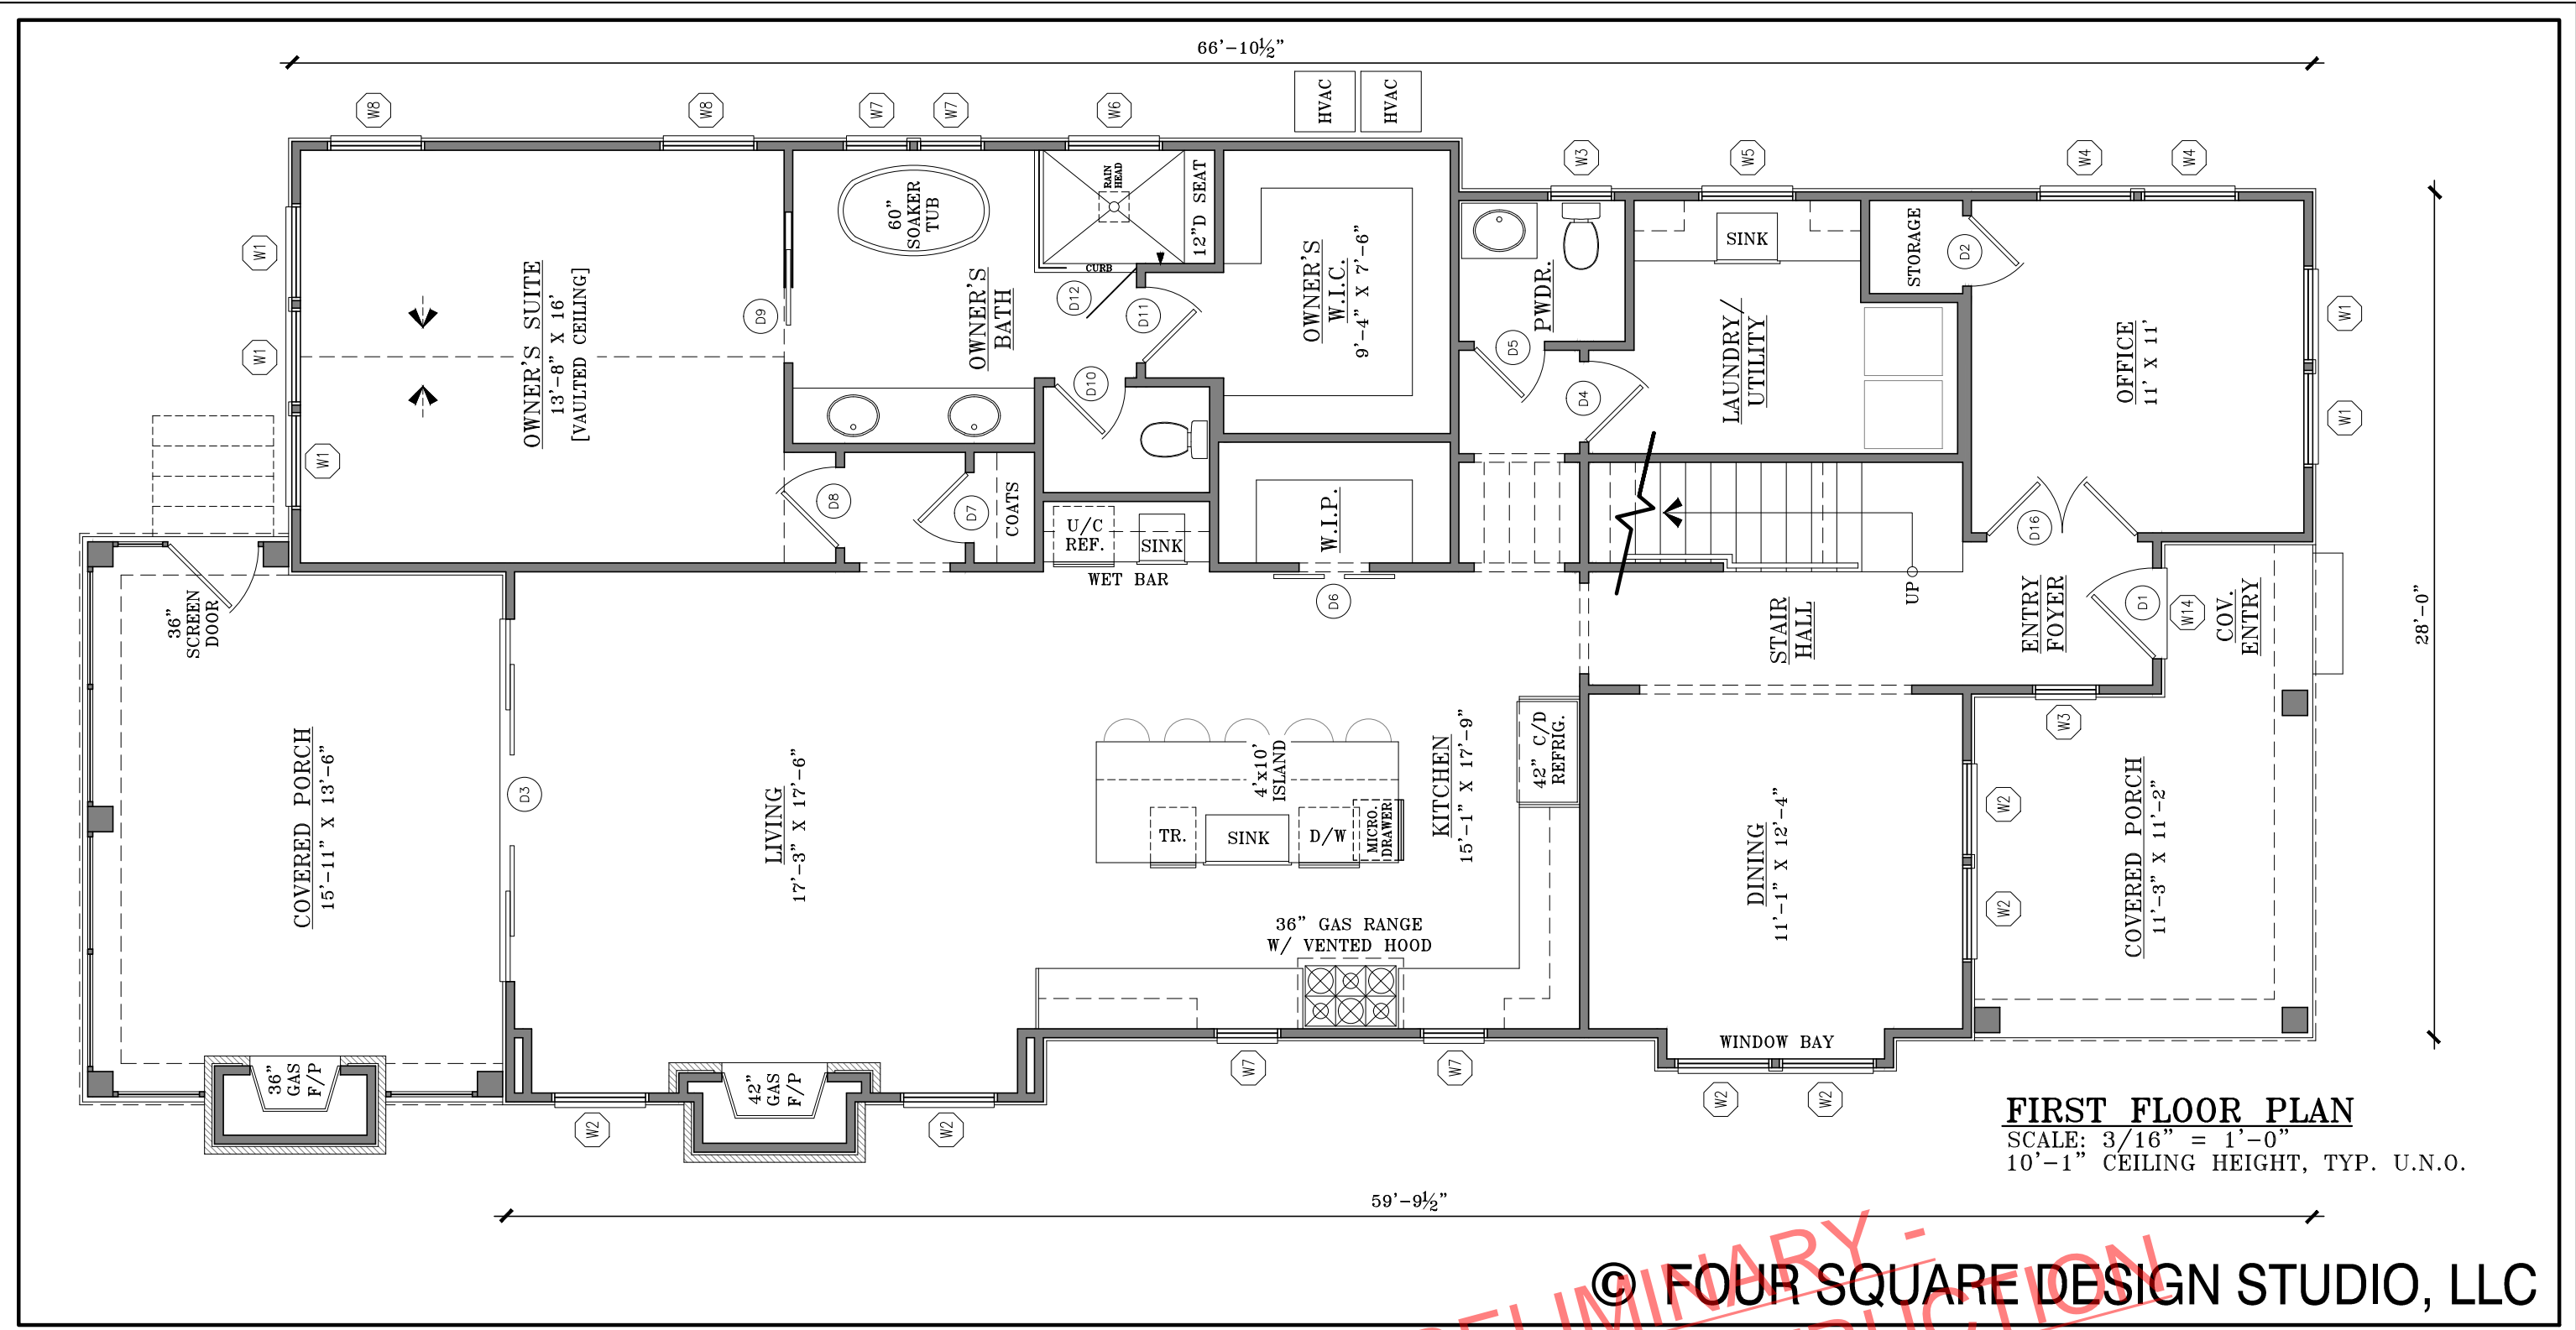 66'-10½"
HVAC
HVAC
W8
W8
W7
W7
W6
W3
W5
W4
W4
W1
W1
W1
OWNER'S SUITE
13'-8" X 16'
[VAULTED CEILING]
D9
60"
SOAKER
TUB
OWNER'S
BATH
RAIN
HEAD
12"D SEAT
CURB
D12
D11
D10
OWNER'S
W.I.C.
9'-4" X 7'-6"
PWDR.
D5
D4
SINK
LAUNDRY/
UTILITY
STORAGE
D2
OFFICE
11' X 11'
W1
W1
D8
D7
COATS
U/C
REF.
SINK
WET BAR
W.I.P.
D6
UP
STAIR
HALL
D16
ENTRY
FOYER
D1
W14
COV.
ENTRY
28'-0"
36"
SCREEN
DOOR
COVERED PORCH
15'-11" X 13'-6"
D3
LIVING
17'-3" X 17'-6"
4'x10'
ISLAND
TR.
SINK
D/W
MICRO.
DRAWER
KITCHEN
15'-1" X 17'-9"
42" C/D
REFRIG.
36" GAS RANGE
W/ VENTED HOOD
DINING
11'-1" X 12'-4"
W3
W2
W2
COVERED PORCH
11'-3" X 11'-2"
WINDOW BAY
36"
GAS
F/P
42"
GAS
F/P
W2
W2
W7
W7
W2
W2
FIRST FLOOR PLAN
SCALE: 3/16" = 1'-0"
10'-1" CEILING HEIGHT, TYP. U.N.O.
59'-9½"
© FOUR SQUARE DESIGN STUDIO, LLC